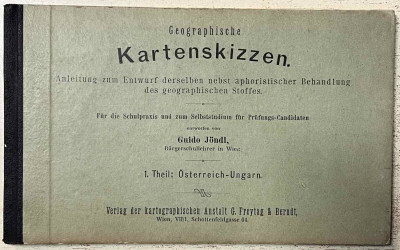 Geographische
Kartenskizzen.
Anleitung zum Entwurf derselben nebst aphoristischer Behandlung
des geographischen Stoffes.
Für die Schulpraxis und zum Selbststudium für Prüfungs-Candidaten
entworfen von
Guido Jöndl,
Bürgerschullehrer in Wien.
I. Theil: Österreich-Ungarn.
Verlag der kartographischen Anstalt G. Freytag & Berndt,
Wien, VII/1, Schottenfeldgasse 64.